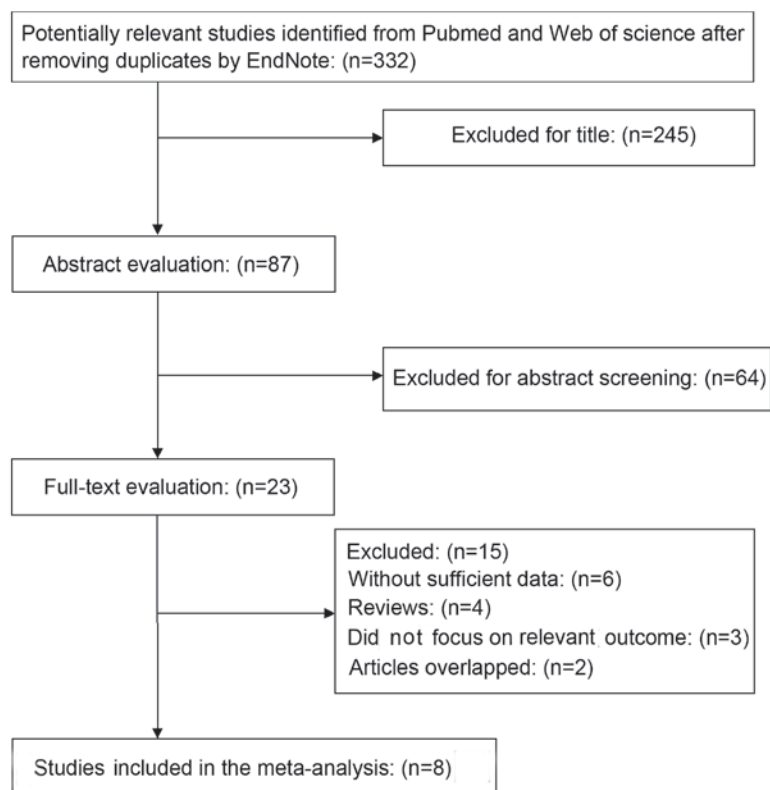 Potentially relevant studies identified from Pubmed and Web of science after
removing duplicates by EndNote: (n=332)
Excluded for title: (n=245)
Abstract evaluation: (n=87)
Excluded for abstract screening: (n=64)
Full-text evaluation: (n=23)
Excluded: (n=15)
Without sufficient data: (n=6)
Reviews: (n=4)
Did not focus on relevant outcome: (n=3)
Articles overlapped: (n=2)
Studies included in the meta-analysis: (n=8)